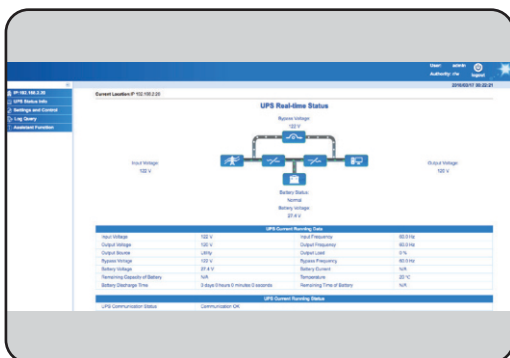 User: admin
Authority: r/w logout
2016/03/17 00:22:21
IP:192.168.2.20
UPS Status Info
Settings and Control
Log Query
Assistant Function
Current Location: IP:192.168.2.20
UPS Real-time Status
Bypass Voltage:
122 V
Input Voltage:
122 V
Output Voltage:
120 V
Battery Status:
Normal
Battery Voltage:
27.4 V
UPS Current Running Data
Input Voltage 122 V Input Frequency 60.0 Hz
Output Voltage 120 V Output Frequency 60.0 Hz
Output Source Utility Output Load 0 %
Bypass Voltage 122 V Bypass Frequency 60.0 Hz
Battery Voltage 27.4 V Battery Current N/A
Remaining Capacity of Battery N/A Temperature 25 °C
Battery Discharge Time 0 days 0 hours 0 minutes 0 seconds Remaining Time of Battery N/A
UPS Current Running Status
UPS Communication Status Communication OK